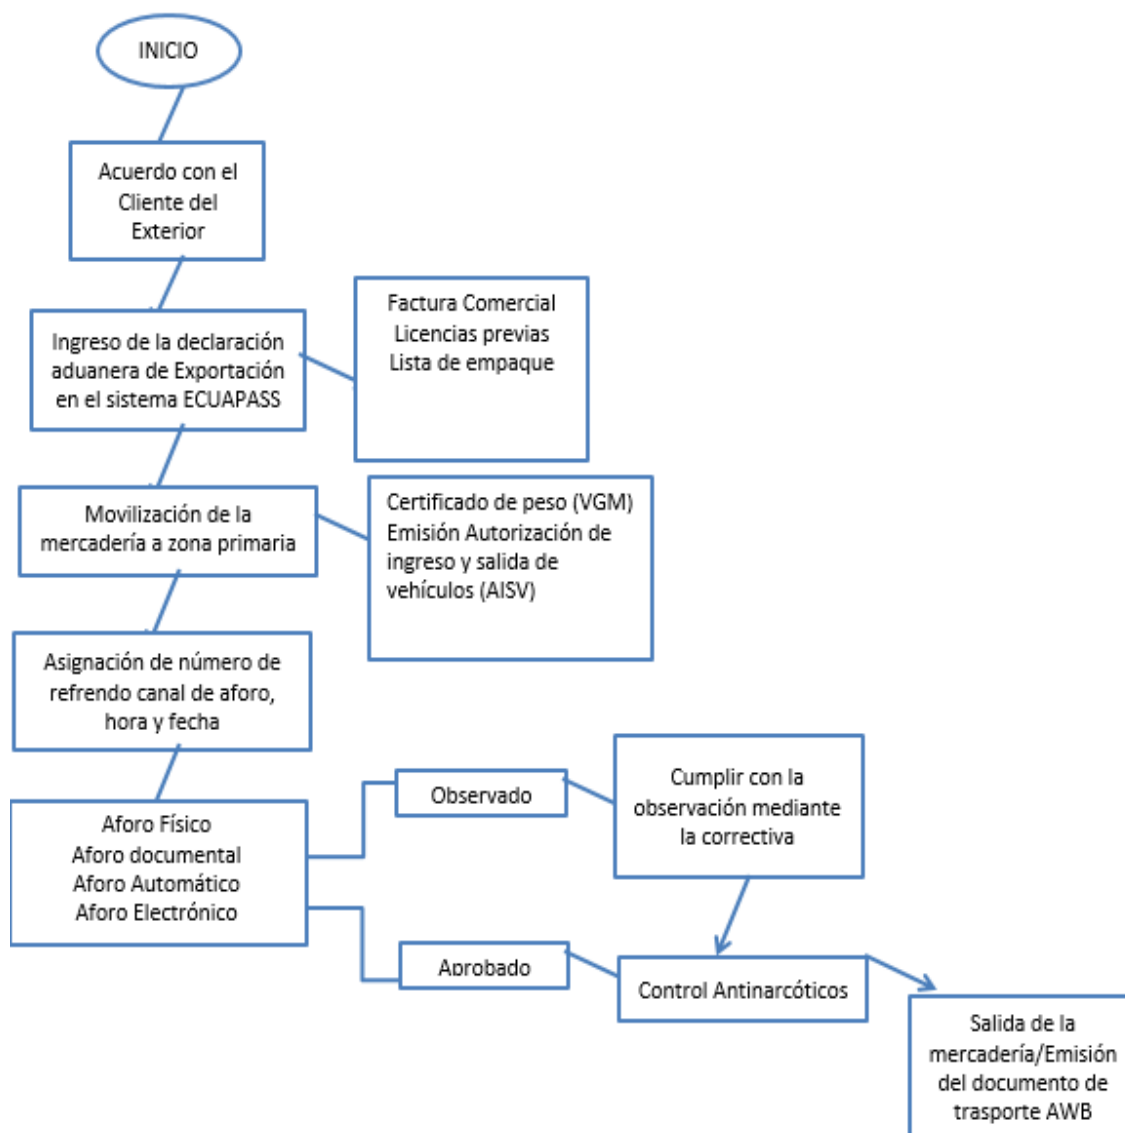 INICIO
Acuerdo con el
Cliente del
Exterior
Ingreso de la declaración
aduanera de Exportación
en el sistema ECUAPASS
Factura Comercial
Licencias previas
Lista de empaque
Movilización de la
mercadería a zona primaria
Certificado de peso (VGM)
Emisión Autorización de
ingreso y salida de
vehículos (AISV)
Asignación de número de
refrendo canal de aforo,
hora y fecha
Aforo Físico
Aforo documental
Aforo Automático
Aforo Electrónico
Observado
Cumplir con la
observación mediante
la correctiva
Aprobado
Control Antinarcóticos
Salida de la
mercadería/Emisión
del documento de
trasporte AWB